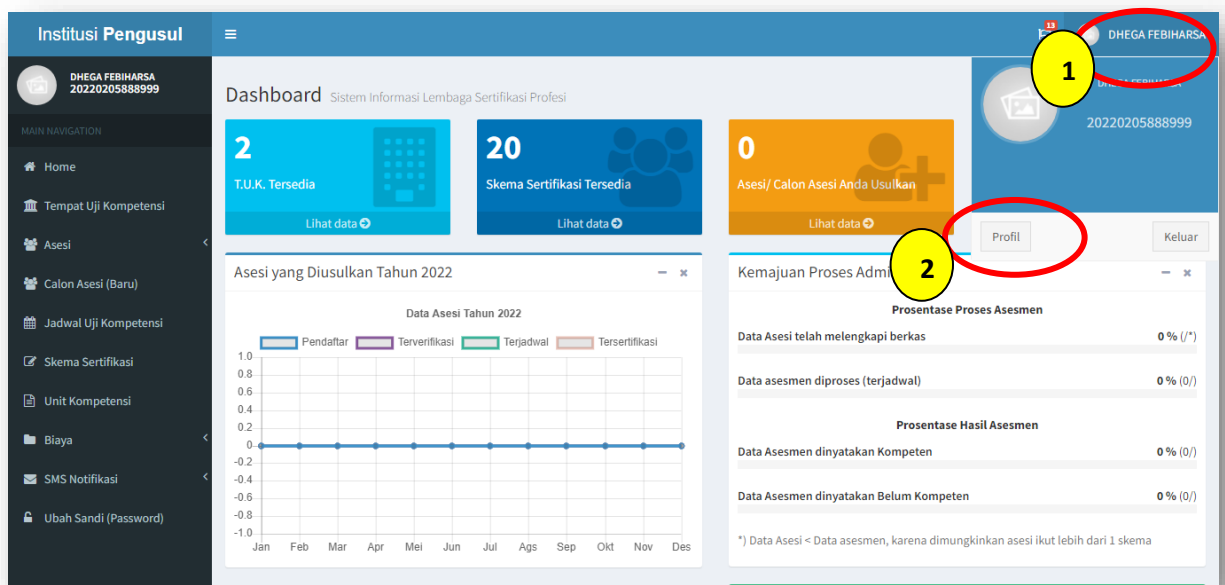 Institusi Pengusul
13
DHEGA FEBIHARSA
1
DHEGA FEBIHARSA
20220205888999
DHEGA FEBIHARSA
20220205888999
Profil
Keluar
2
MAIN NAVIGATION
Home
Tempat Uji Kompetensi
Asesi
Calon Asesi (Baru)
Jadwal Uji Kompetensi
Skema Sertifikasi
Unit Kompetensi
Biaya
SMS Notifikasi
Ubah Sandi (Password)
Dashboard Sistem Informasi Lembaga Sertifikasi Profesi
2
T.U.K. Tersedia
Lihat data
20
Skema Sertifikasi Tersedia
Lihat data
0
Asesi/ Calon Asesi Anda Usulkan
Lihat data
Asesi yang Diusulkan Tahun 2022
Data Asesi Tahun 2022
Pendaftar Terverifikasi Terjadwal Tersertifikasi
1.0
0.8
0.6
0.4
0.2
0
-0.2
-0.4
-0.6
-0.8
-1.0
Jan Feb Mar Apr Mei Jun Jul Ags Sep Okt Nov Des
Kemajuan Proses
Prosentase Proses Asesmen
Data Asesi telah melengkapi berkas 0 % (/*)
Data asesmen diproses (terjadwal) 0 % (0/)
Prosentase Hasil Asesmen
Data Asesmen dinyatakan Kompeten 0 % (0/)
Data Asesmen dinyatakan Belum Kompeten 0 % (0/)
*) Data Asesi < Data asesmen, karena dimungkinkan asesi ikut lebih dari 1 skema